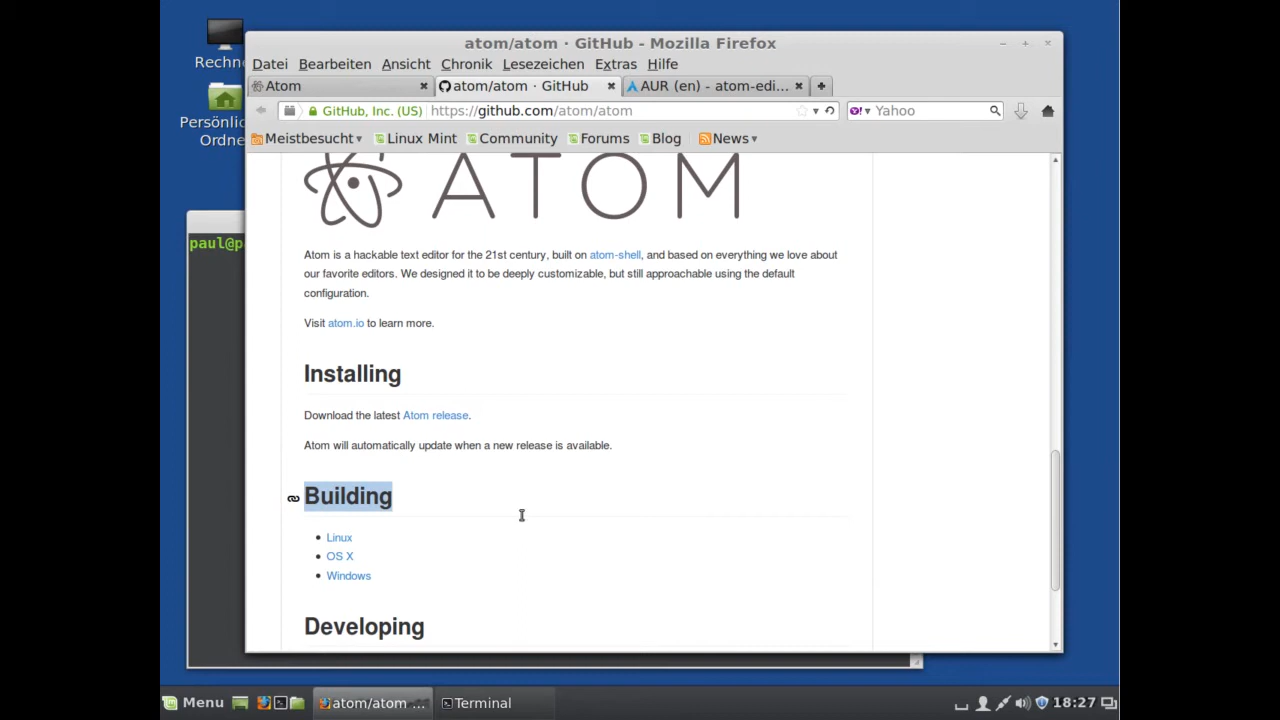 Rechne
Persönlic
Ordne
paul@p
atom/atom · GitHub - Mozilla Firefox
Datei Bearbeiten Ansicht Chronik Lesezeichen Extras Hilfe
Atom
atom/atom · GitHub
AUR (en) - atom-edi...
GitHub, Inc. (US) https://github.com/atom/atom
Yahoo
Meistbesucht Linux Mint Community Forums Blog News
ATOM
Atom is a hackable text editor for the 21st century, built on atom-shell, and based on everything we love about
our favorite editors. We designed it to be deeply customizable, but still approachable using the default
configuration.
Visit atom.io to learn more.
Installing
Download the latest Atom release.
Atom will automatically update when a new release is available.
Building
Linux
OS X
Windows
Developing
Menu
atom/atom ...
Terminal
18:27